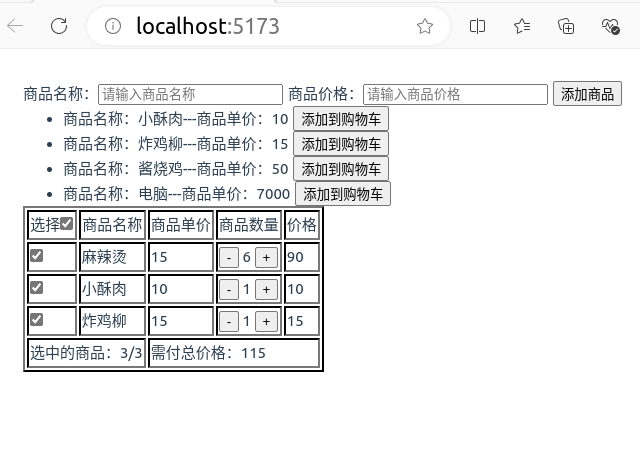 localhost:5173
商品名称： 请输入商品名称 商品价格： 请输入商品价格 添加商品
商品名称：小酥肉---商品单价：10 添加到购物车
商品名称：炸鸡柳---商品单价：15 添加到购物车
商品名称：酱烧鸡---商品单价：50 添加到购物车
商品名称：电脑---商品单价：7000 添加到购物车
选择 商品名称 商品单价 商品数量 价格
麻辣烫 15 - 6 + 90
小酥肉 10 - 1 + 10
炸鸡柳 15 - 1 + 15
选中的商品：3/3 需付总价格：115